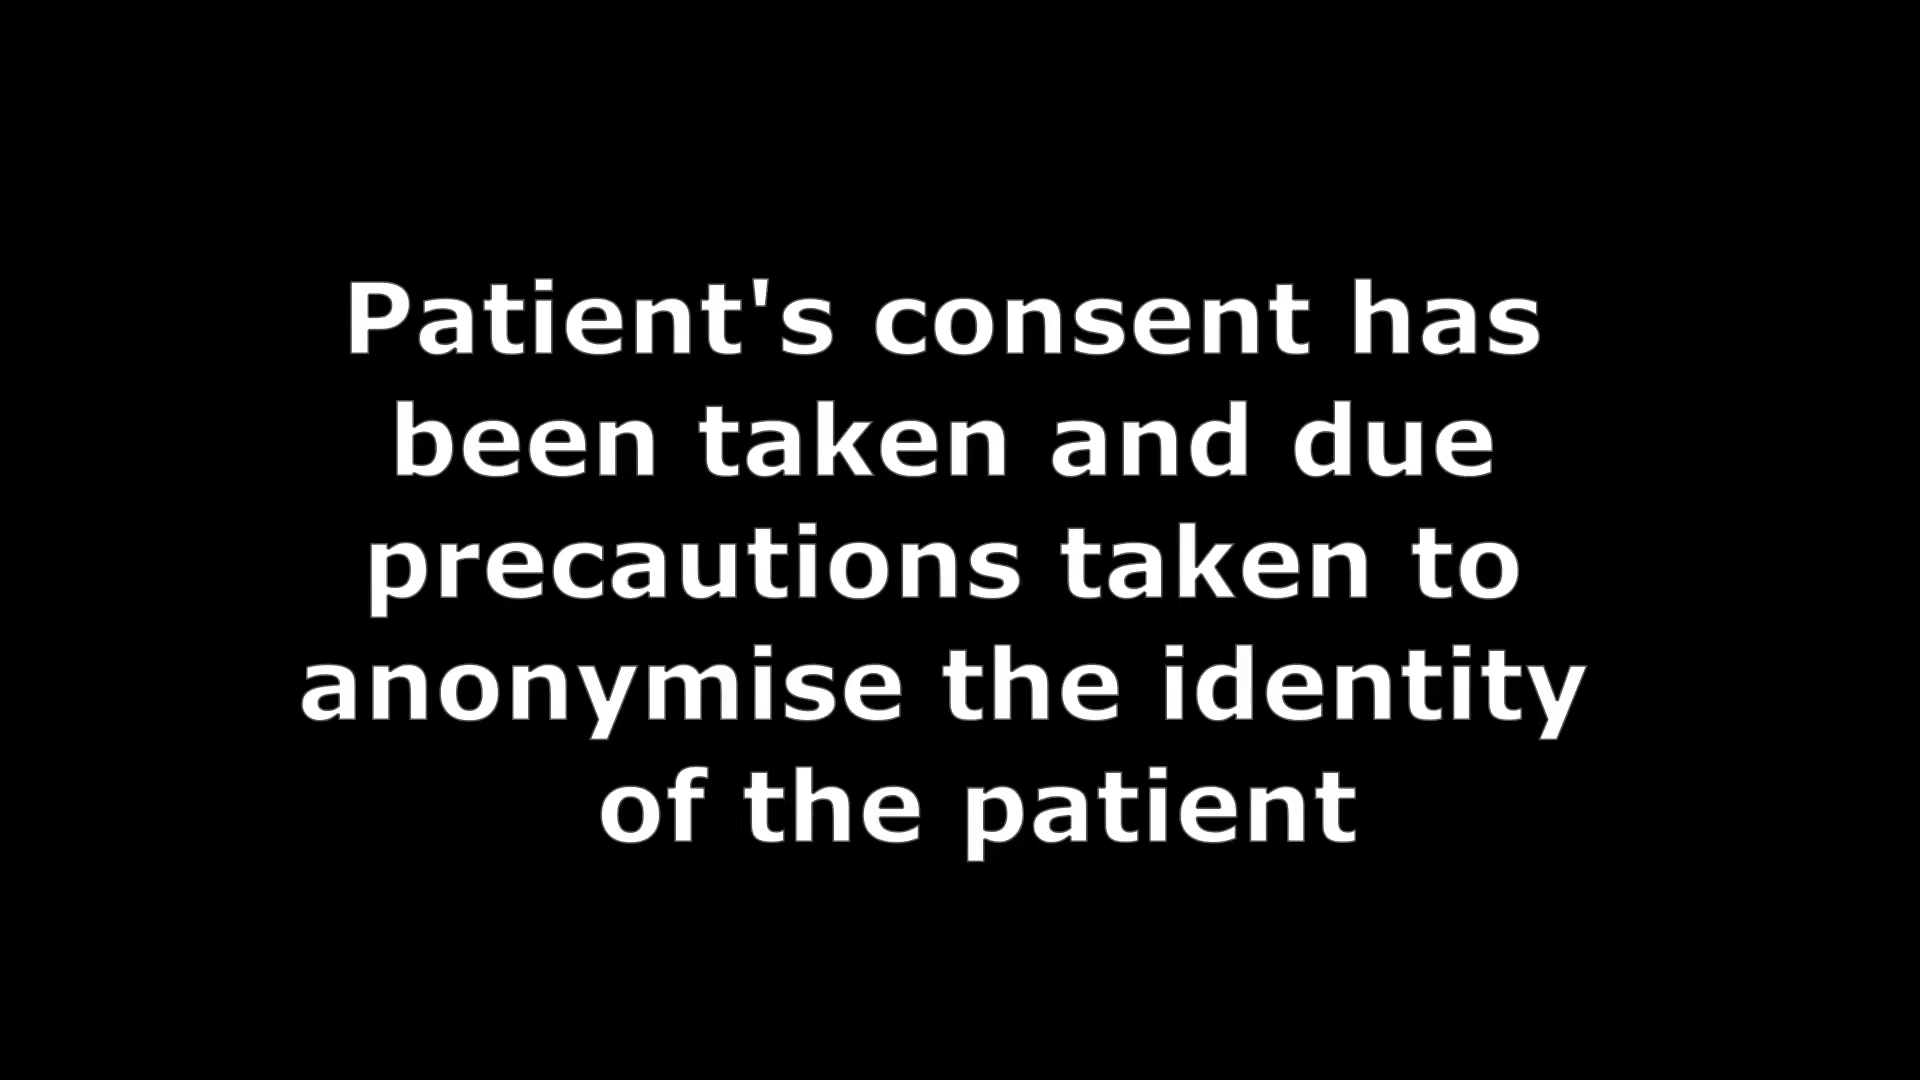 Patient's consent has
been taken and due
precautions taken to
anonymise the identity
of the patient